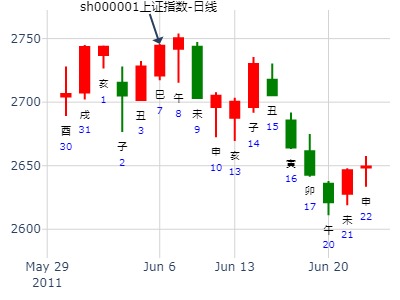 sh000001上证指数-日线
2750
2700
2650
2600
酉
30
戌
31
亥
1
子
2
丑
3
巳
7
午
8
未
9
申
10
亥
13
子
14
丑
15
寅
16
卯
17
午
20
未
21
申
22
May 29
2011
Jun 6
Jun 13
Jun 20